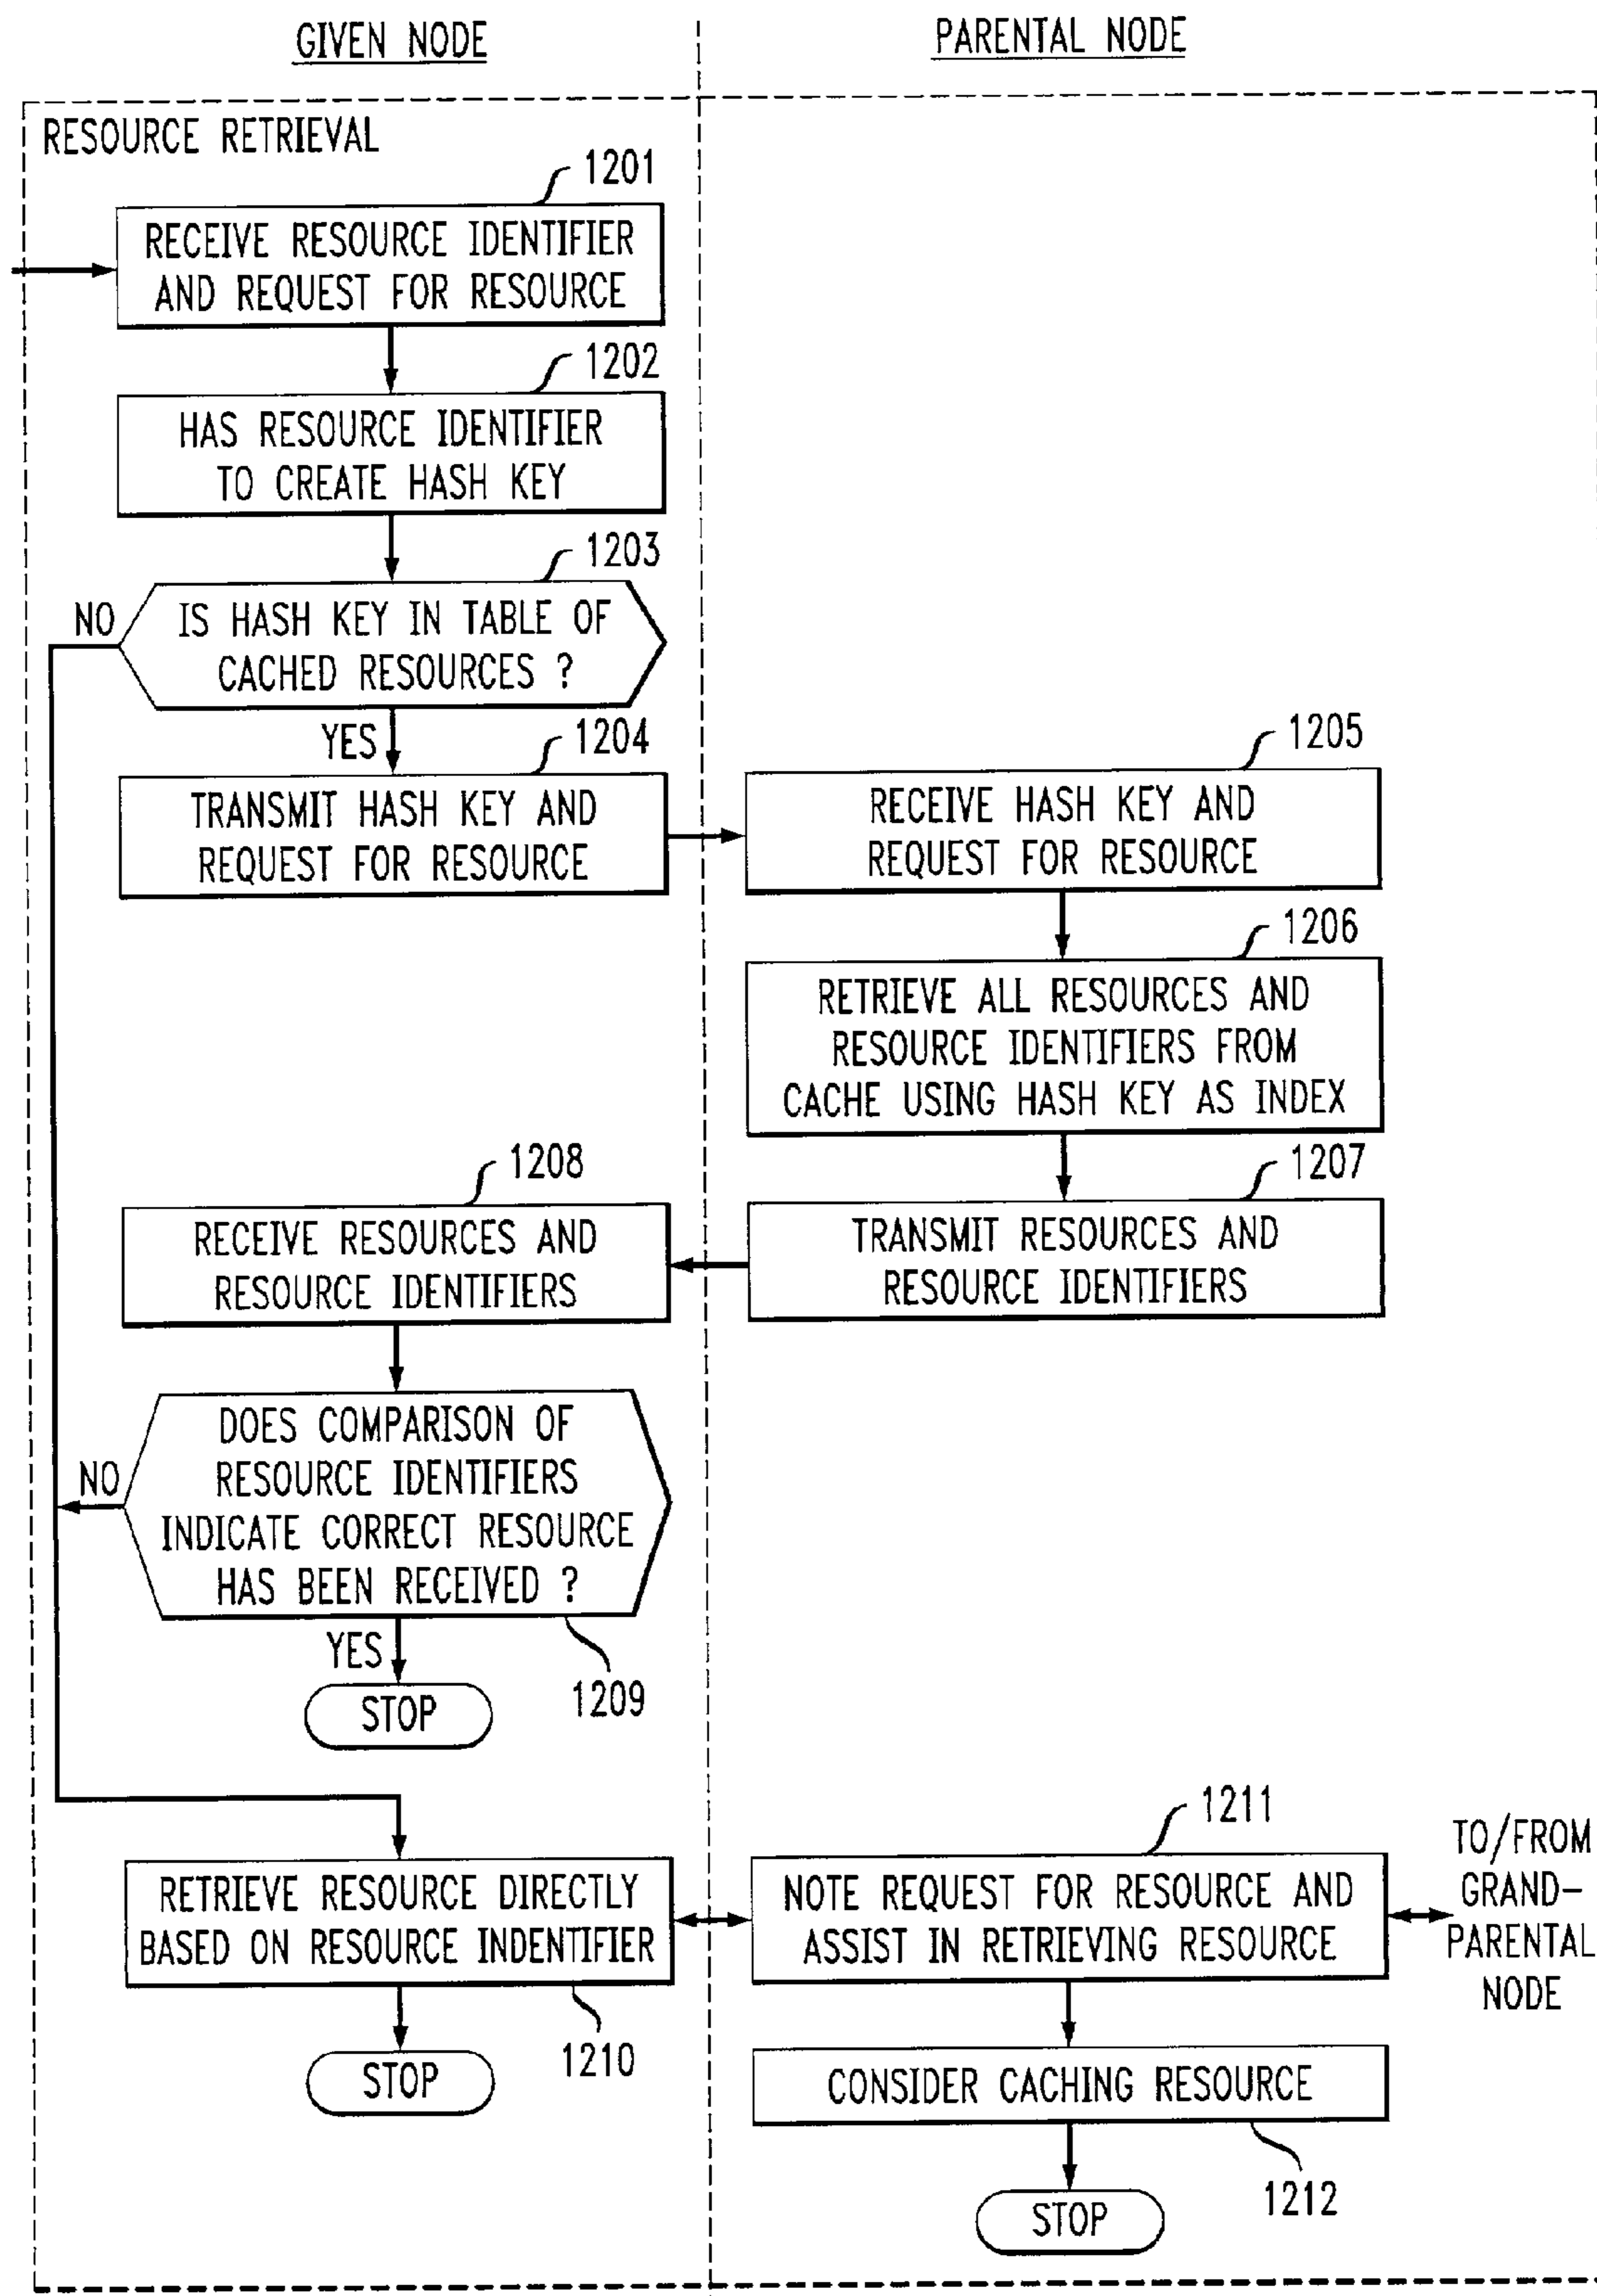 GIVEN NODE
PARENTAL NODE
RESOURCE RETRIEVAL
1201
RECEIVE RESOURCE IDENTIFIER
AND REQUEST FOR RESOURCE
1202
HAS RESOURCE IDENTIFIER
TO CREATE HASH KEY
1203
NO
IS HASH KEY IN TABLE OF
CACHED RESOURCES ?
YES
1204
TRANSMIT HASH KEY AND
REQUEST FOR RESOURCE
1205
RECEIVE HASH KEY AND
REQUEST FOR RESOURCE
1206
RETRIEVE ALL RESOURCES AND
RESOURCE IDENTIFIERS FROM
CACHE USING HASH KEY AS INDEX
1207
TRANSMIT RESOURCES AND
RESOURCE IDENTIFIERS
1208
RECEIVE RESOURCES AND
RESOURCE IDENTIFIERS
DOES COMPARISON OF
RESOURCE IDENTIFIERS
INDICATE CORRECT RESOURCE
HAS BEEN RECEIVED ?
NO
YES
1209
STOP
RETRIEVE RESOURCE DIRECTLY
BASED ON RESOURCE INDENTIFIER
1210
STOP
1211
NOTE REQUEST FOR RESOURCE AND
ASSIST IN RETRIEVING RESOURCE
TO/FROM
GRAND-
PARENTAL
NODE
CONSIDER CACHING RESOURCE
1212
STOP